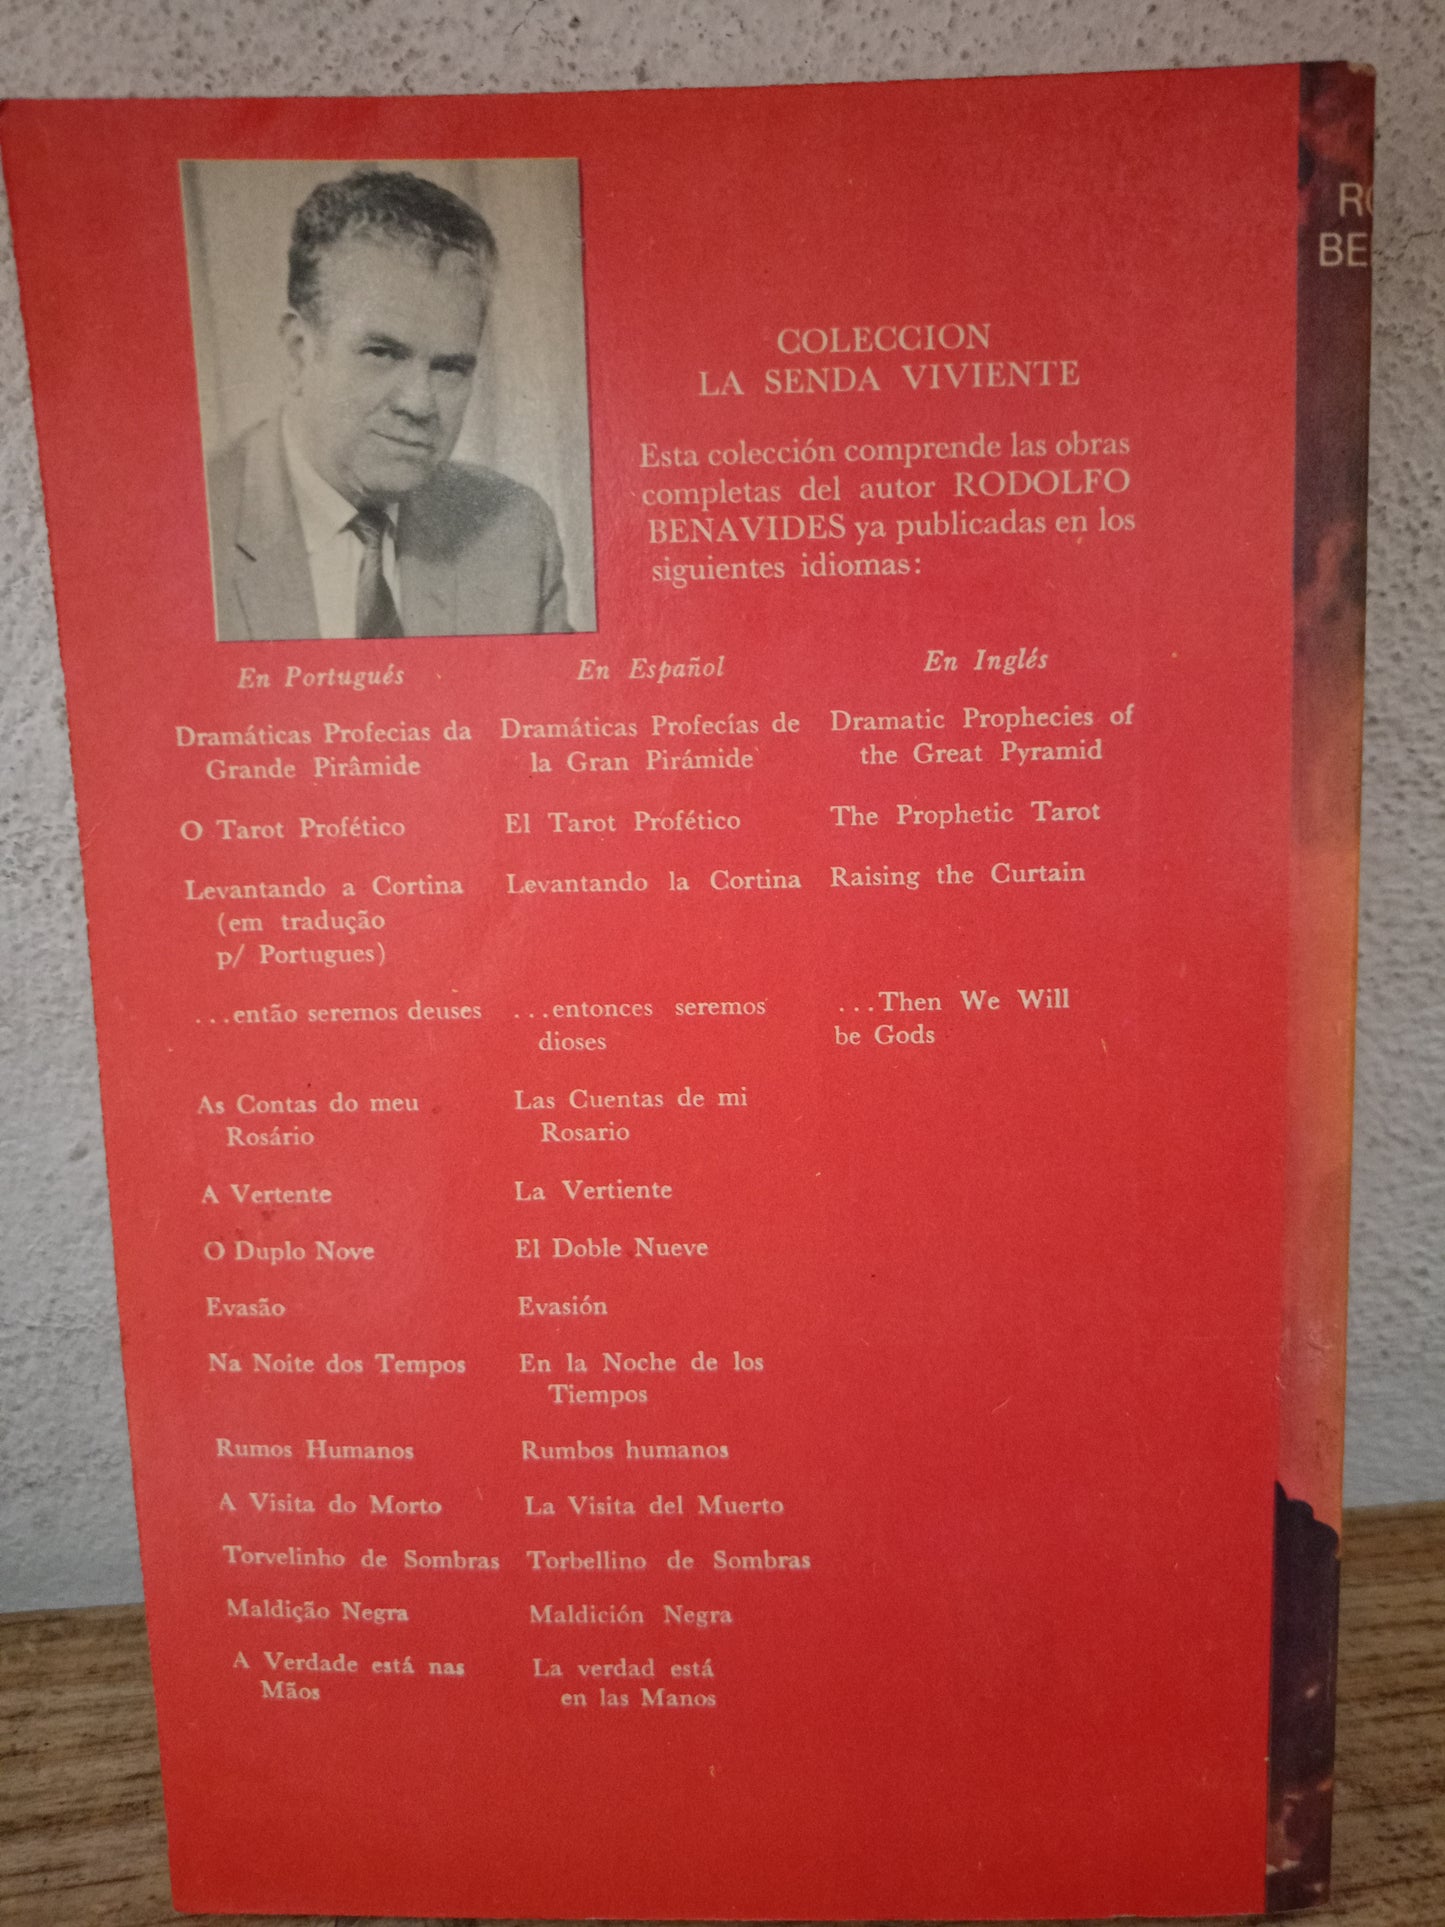 COLECCION
LA SENDA VIVIENTE
Esta colección comprende las obras
completas del autor RODOLFO
BENAVIDES ya publicadas en los
siguientes idiomas:
En Portugués
Dramáticas Profecias da
Grande Pirâmide
O Tarot Profético
Levantando a Cortina
(em tradução
p/ Portugues)
...então seremos deuses
As Contas do meu
Rosário
A Vertente
O Duplo Nove
Evasão
Na Noite dos Tempos
Rumos Humanos
A Visita do Morto
Torvelinho de Sombras
Maldição Negra
A Verdade está nas
Mãos
En Español
Dramáticas Profecías de
la Gran Pirámide
El Tarot Profético
Levantando la Cortina
...entonces seremos
dioses
Las Cuentas de mi
Rosario
La Vertiente
El Doble Nueve
Evasión
En la Noche de los
Tiempos
Rumbos humanos
La Visita del Muerto
Torbellino de Sombras
Maldición Negra
La verdad está
en las Manos
En Inglés
Dramatic Prophecies of
the Great Pyramid
The Prophetic Tarot
Raising the Curtain
...Then We Will
be Gods